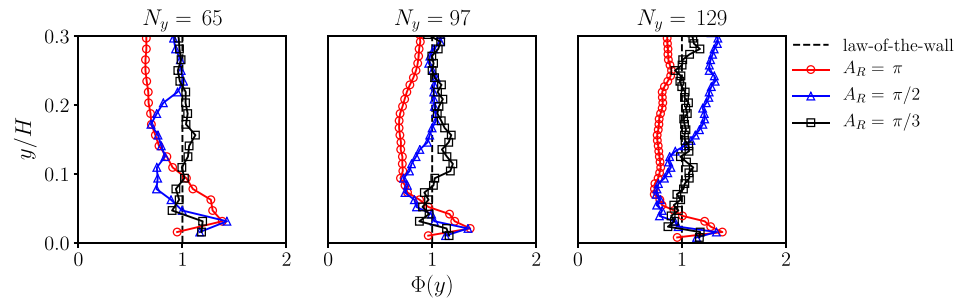 N_y = 65
N_y = 97
N_y = 129
y/H
0.3
0.2
0.1
0.0
0 1 2
0 1 2
0 1 2
Φ(y)
law-of-the-wall
A_R = π
A_R = π/2
A_R = π/3